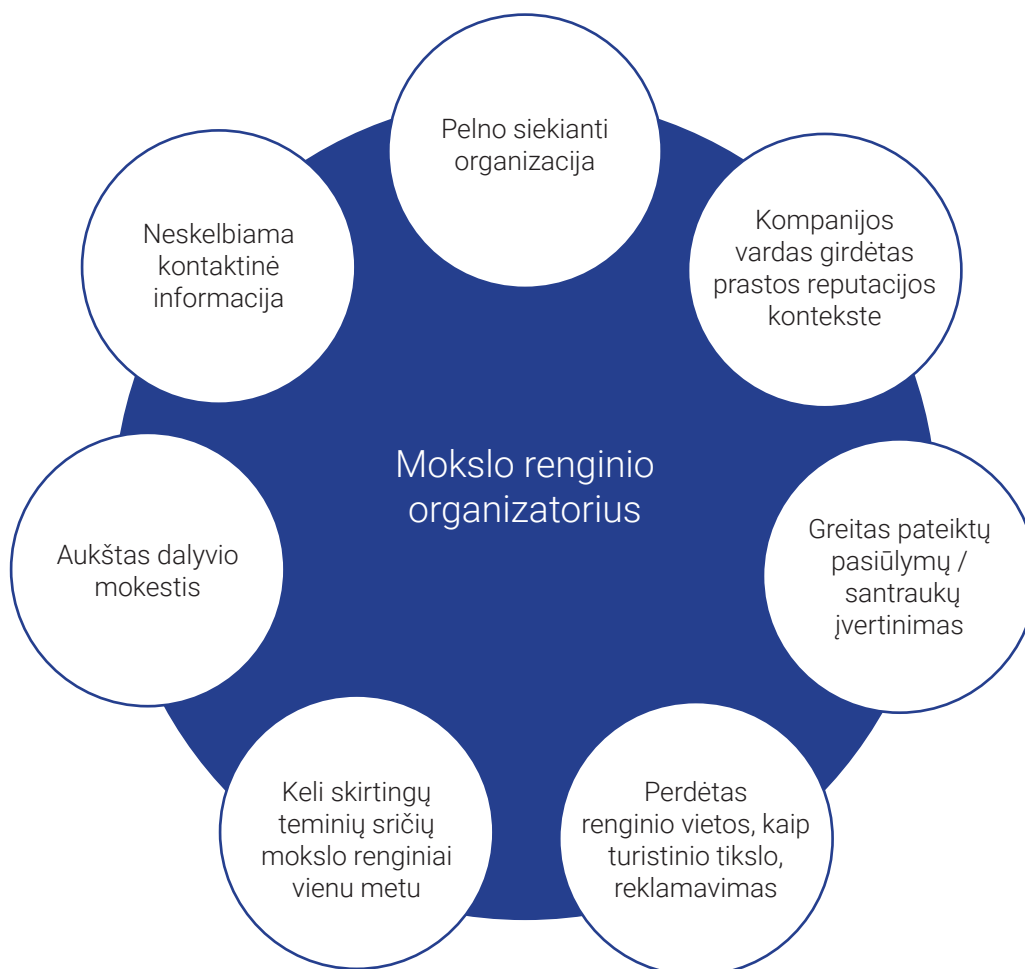 Pelno siekianti
organizacija
Kompanijos
vardas girdėtas
prastos reputacijos
kontekste
Greitas pateiktų
pasiūlymų /
santraukų
įvertinimas
Perdėtas
renginio vietos, kaip
turistinio tikslo,
reklamavimas
Keli skirtingų
teminių sričių
mokslo renginiai
vienu metu
Aukštas dalyvio
mokestis
Neskelbiama
kontaktinė
informacija
Mokslo renginio
organizatorius